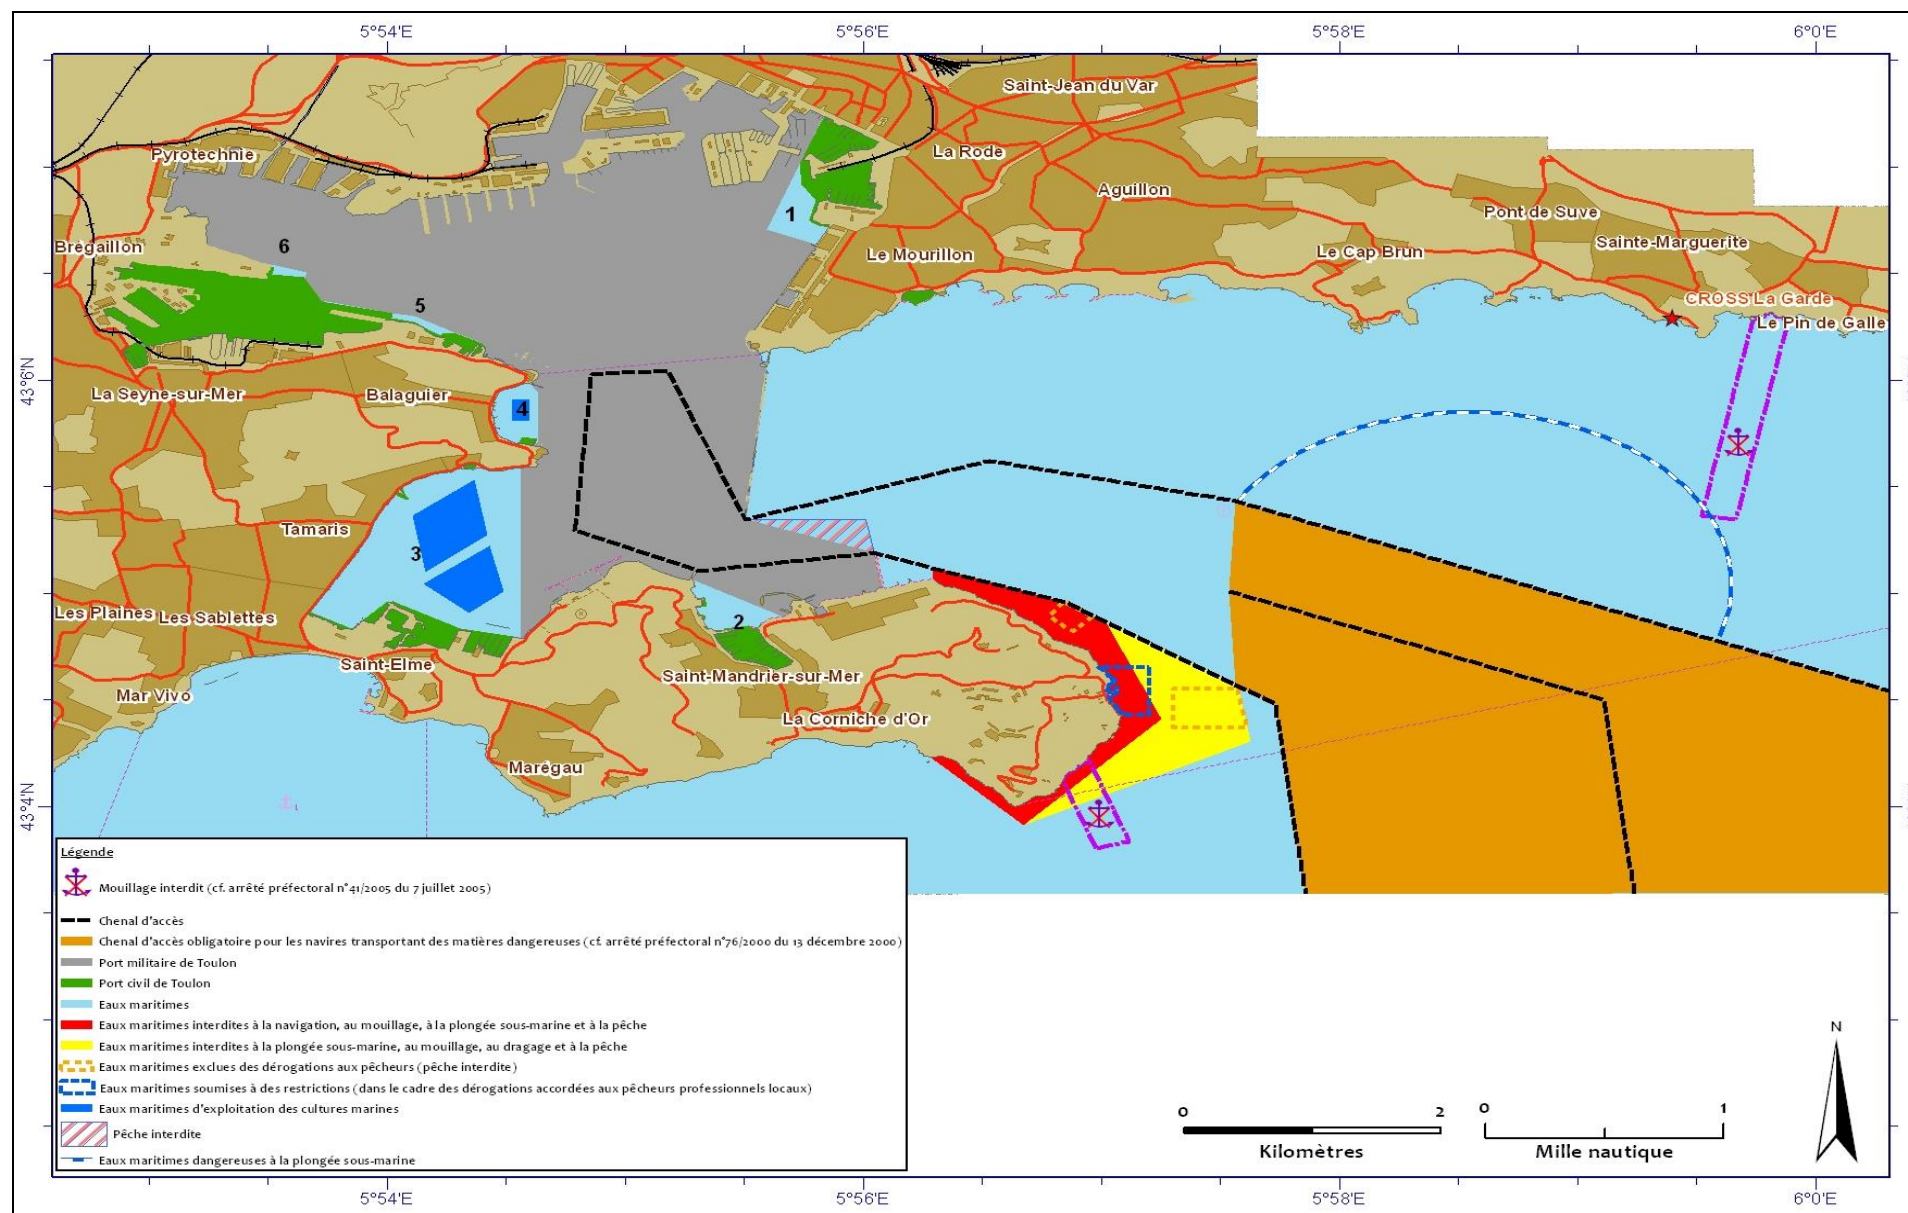 5°54'E 5°56'E 5°58'E 6°0'E
Saint-Jean du Var
Pyrotechnie
La Rode
Aguillon
1
Pont de Suve
Brégaillon
6
Le Mourillon
Le Cap Brun
Sainte-Marguerite
5
CROSS La Garde
Le Pin de Galle
43°6'N
La Seyne-sur-Mer
Balaguier
4
Tamaris
3
Les Plaines
Les Sablettes
2
Saint-Elme
Saint-Mandrier-sur-Mer
Mar Vivo
La Corniche d'Or
Marégau
43°4'N
Légende
Mouillage interdit (cf. arrêté préfectoral n°41/2005 du 7 juillet 2005)
Chenal d'accès
Chenal d'accès obligatoire pour les navires transportant des matières dangereuses (cf. arrêté préfectoral n°76/2000 du 13 décembre 2000)
Port militaire de Toulon
Port civil de Toulon
Eaux maritimes
Eaux maritimes interdites à la navigation, au mouillage, à la plongée sous-marine et à la pêche
Eaux maritimes interdites à la plongée sous-marine, au mouillage, au dragage et à la pêche
Eaux maritimes exclues des dérogations aux pêcheurs (pêche interdite)
Eaux maritimes soumises à des restrictions (dans le cadre des dérogations accordées aux pêcheurs professionnels locaux)
Eaux maritimes d'exploitation des cultures marines
Pêche interdite
Eaux maritimes dangereuses à la plongée sous-marine
0 2
Kilomètres
0 1
Mille nautique
N
5°54'E 5°56'E 5°58'E 6°0'E